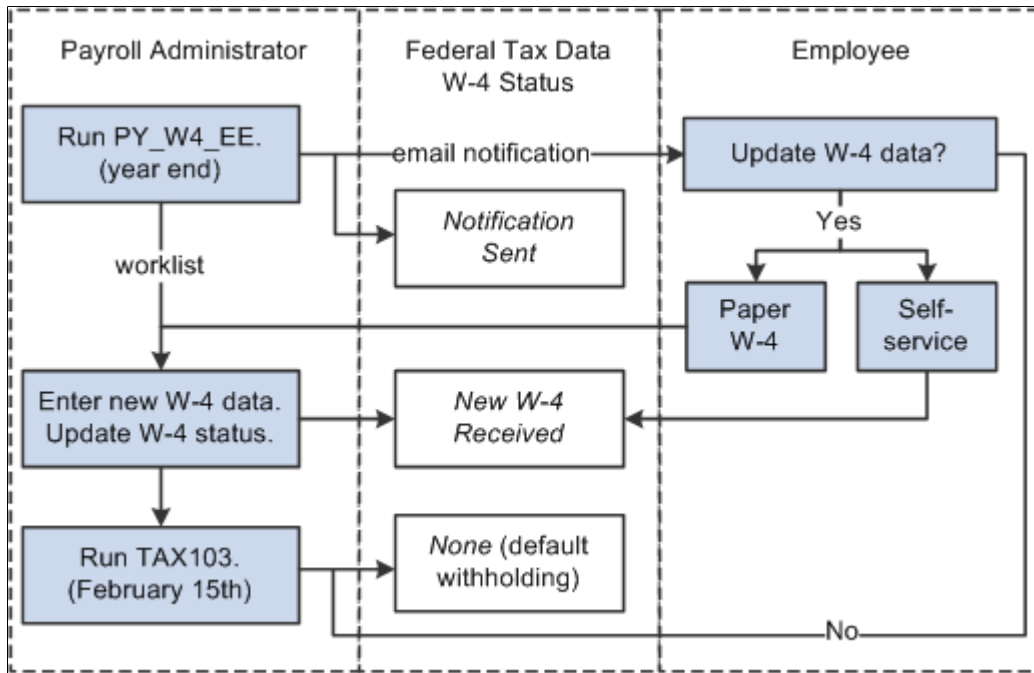 Payroll Administrator
Federal Tax Data
W-4 Status
Employee
Run PY_W4_EE.
(year end)
email notification
Update W-4 data?
Notification
Sent
Yes
worklist
Paper
W-4
Self-
service
Enter new W-4 data.
Update W-4 status.
New W-4
Received
Run TAX103.
(February 15th)
None (default
withholding)
No